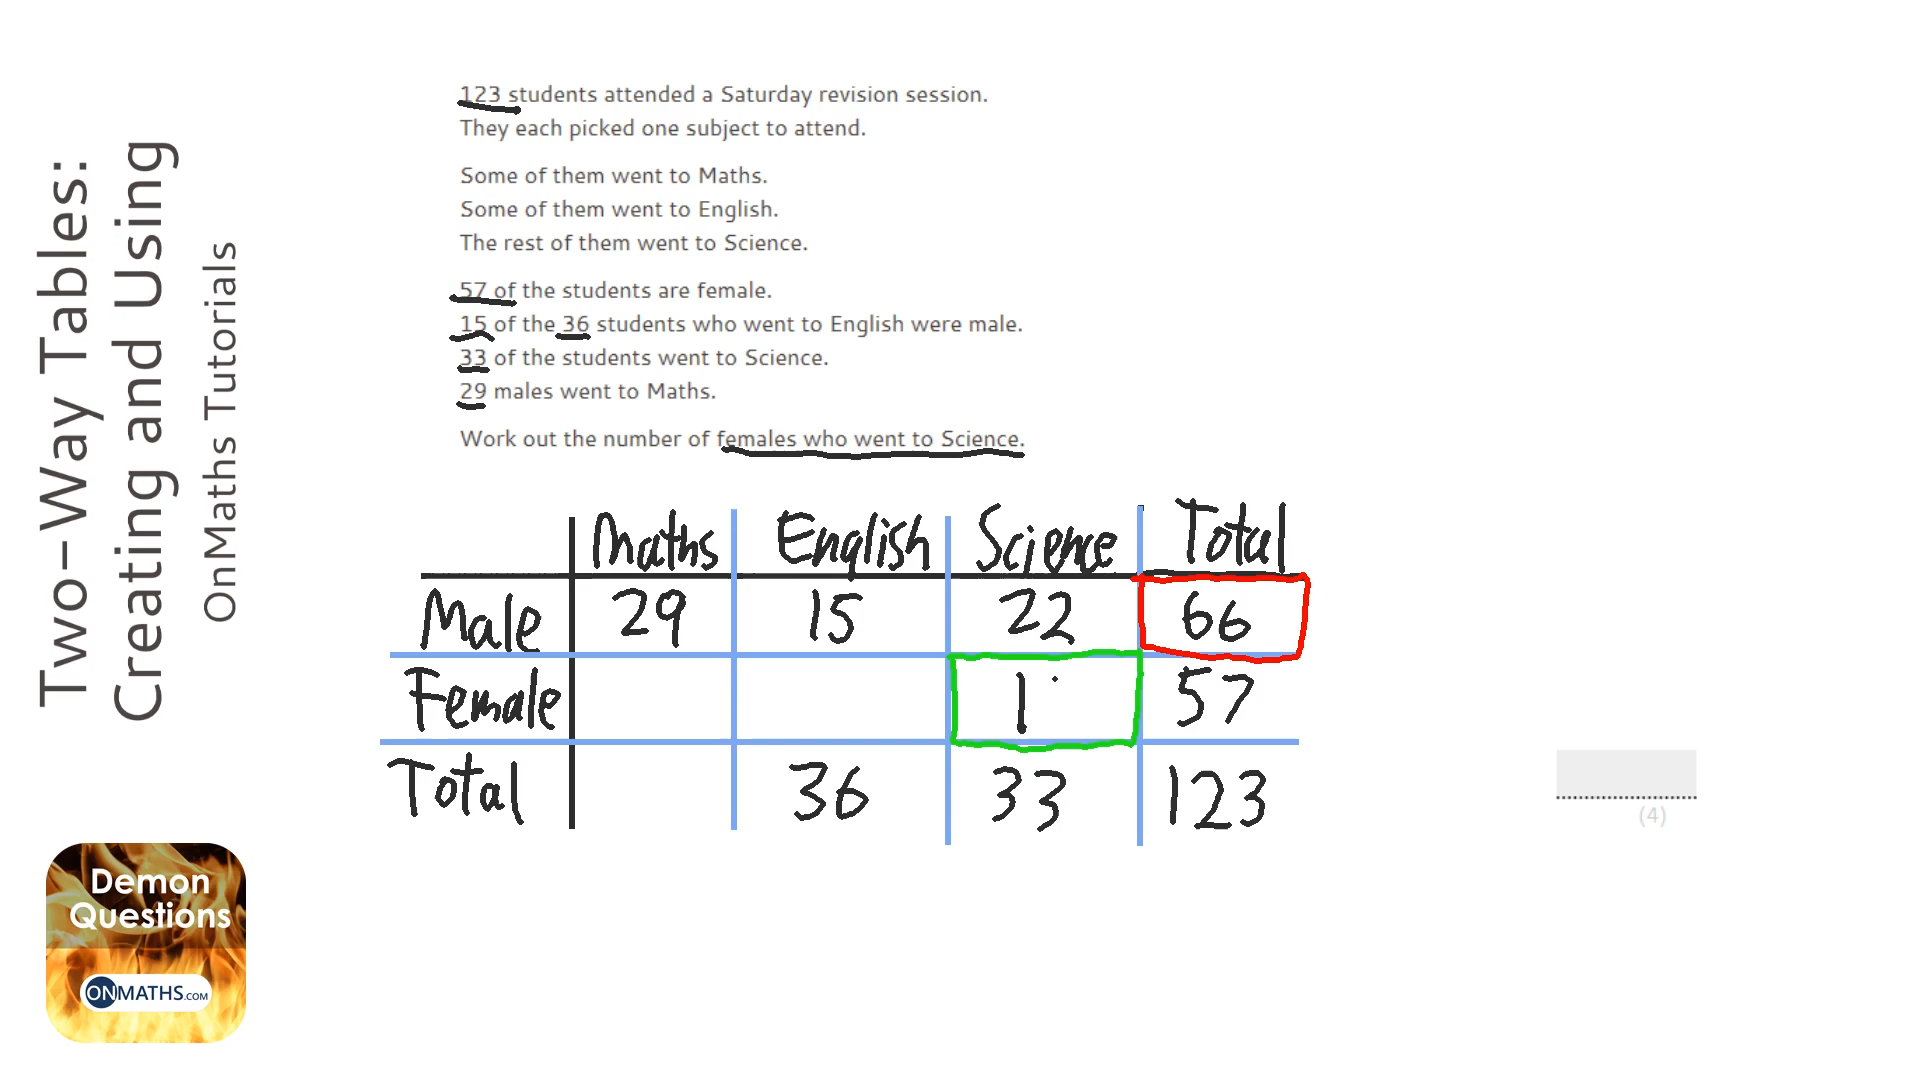 Two-Way Tables:
Creating and Using
OnMaths Tutorials
123 students attended a Saturday revision session.
They each picked one subject to attend.
Some of them went to Maths.
Some of them went to English.
The rest of them went to Science.
57 of the students are female.
15 of the 36 students who went to English were male.
33 of the students went to Science.
29 males went to Maths.
Work out the number of females who went to Science.
Maths English Science Total
Male 29 15 22 66
Female 1 57
Total 36 33 123
(4)
Demon
Questions
ONMATHS.COM